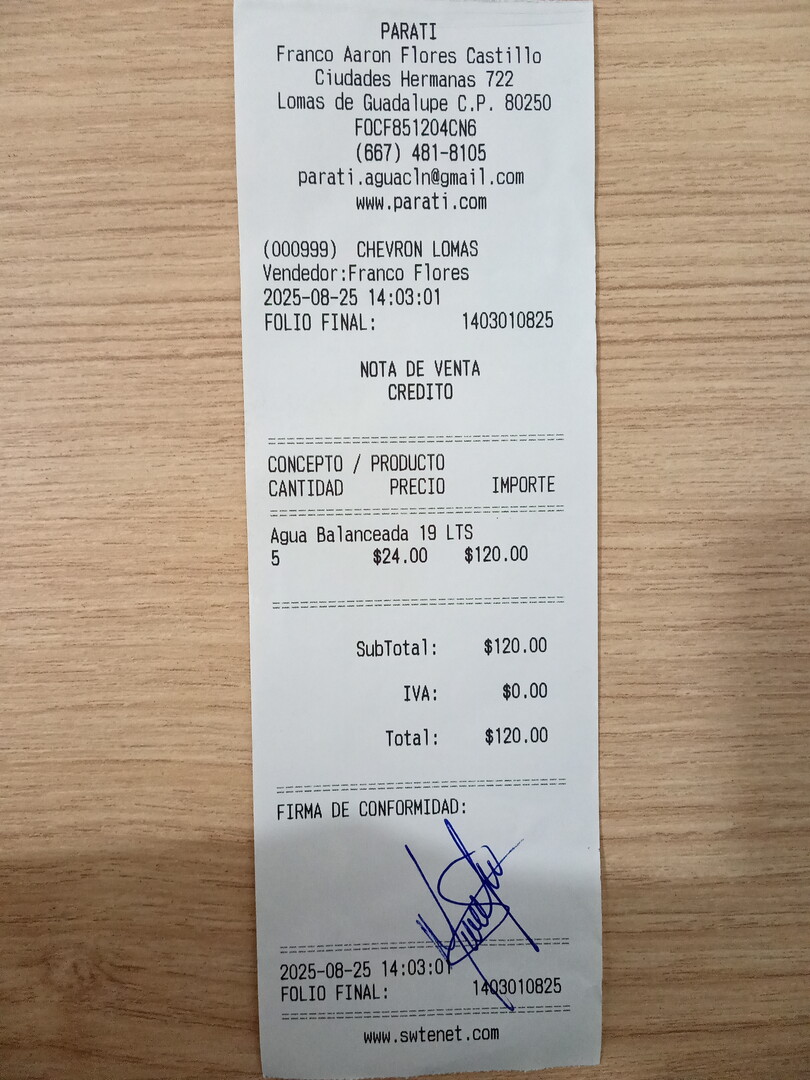 PARATI
Franco Aaron Flores Castillo
Ciudades Hermanas 722
Lomas de Guadalupe C.P. 80250
FOCF851204CN6
(667) 481-8105
parati.aguacln@gmail.com
www.parati.com
(000999) CHEVRON LOMAS
Vendedor:Franco Flores
2025-08-25 14:03:01
FOLIO FINAL: 1403010825
NOTA DE VENTA
CREDITO
CONCEPTO / PRODUCTO
CANTIDAD PRECIO IMPORTE
Agua Balanceada 19 LTS
5 $24.00 $120.00
SubTotal: $120.00
IVA: $0.00
Total: $120.00
FIRMA DE CONFORMIDAD:
2025-08-25 14:03:01
FOLIO FINAL: 1403010825
www.swtenet.com